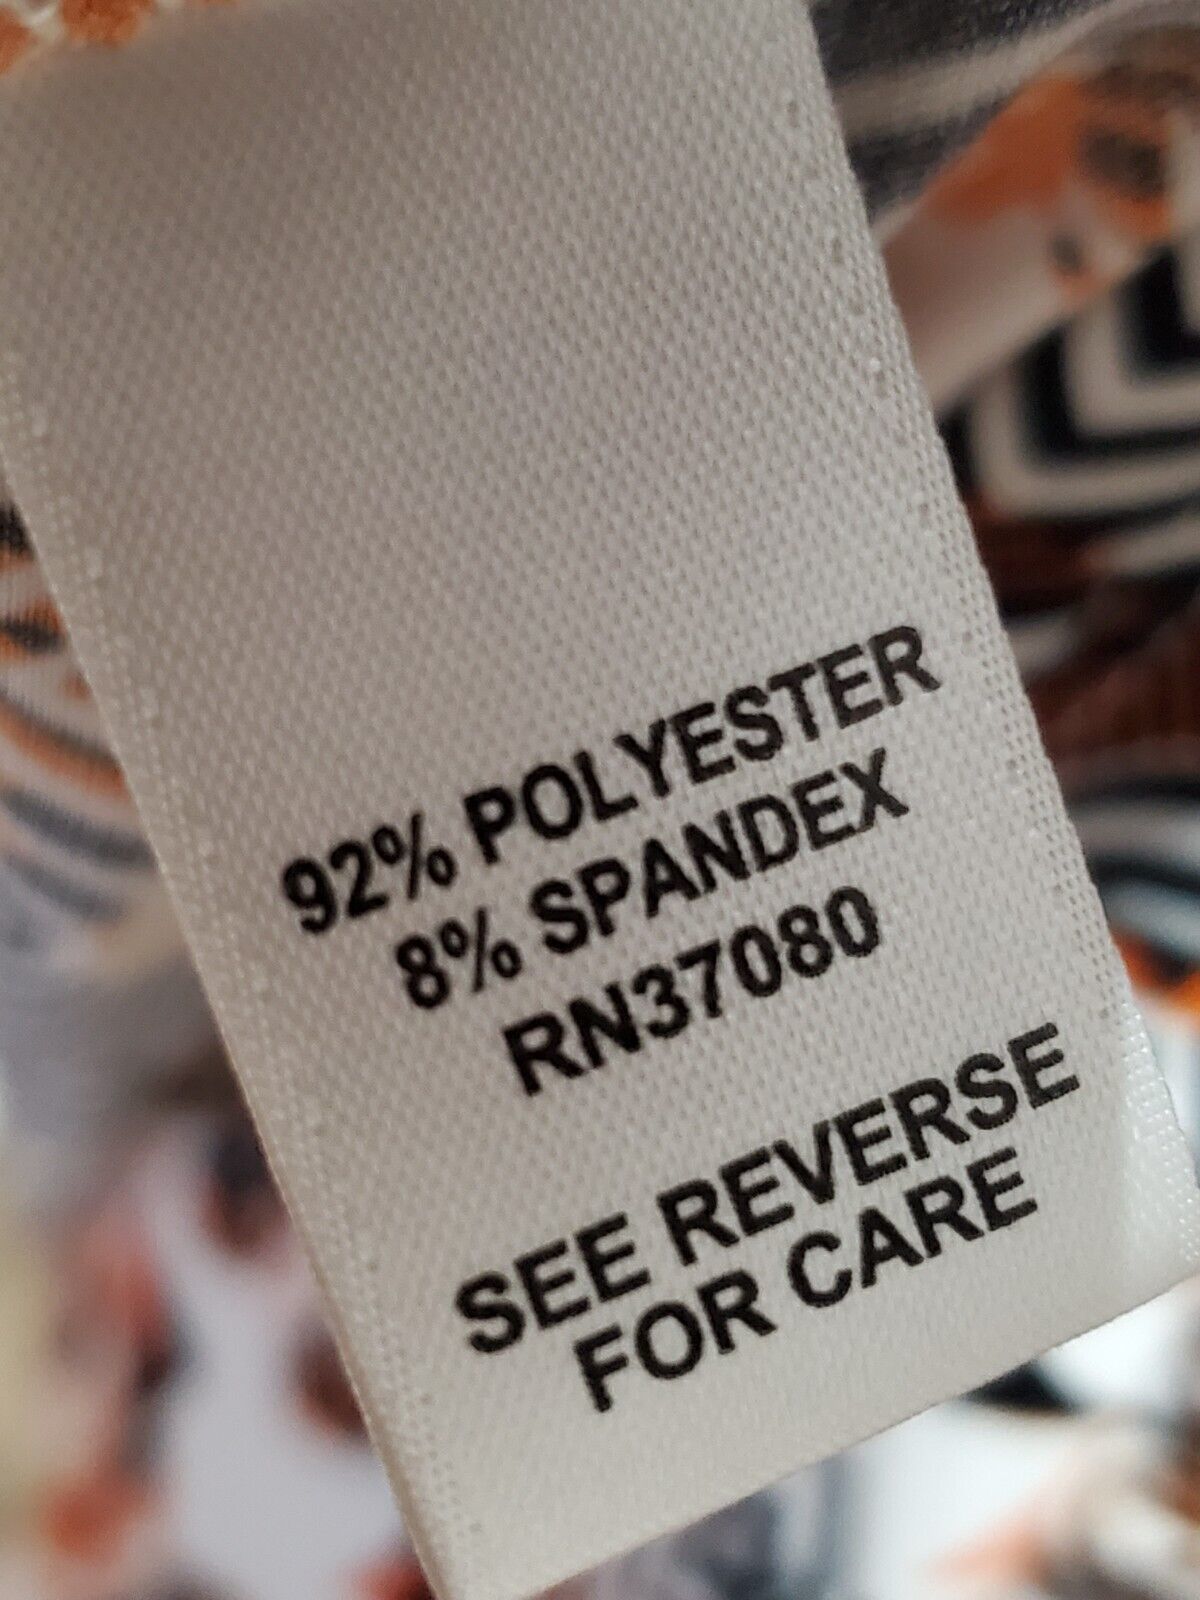 92% POLYESTER
8% SPANDEX
RN37080
SEE REVERSE
FOR CARE